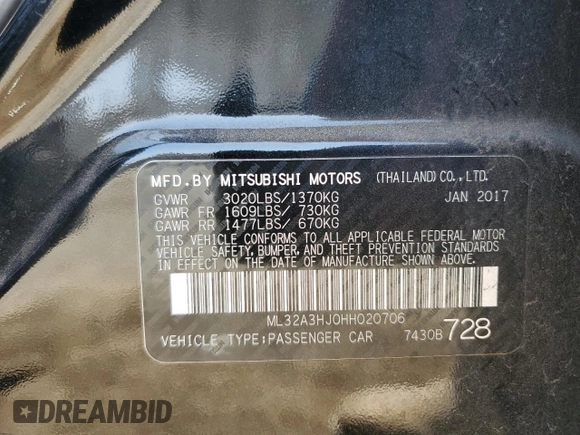 MFD.BY MITSUBISHI MOTORS (THAILAND) CO.,LTD.
GVWR 3020LBS/1370KG JAN 2017
GAWR FR 1609LBS/ 730KG
GAWR RR 1477LBS/ 670KG
THIS VEHICLE CONFORMS TO ALL APPLICABLE FEDERAL MOTOR
VEHICLE SAFETY, BUMPER, AND THEFT PREVENTION STANDARDS
IN EFFECT ON THE DATE OF MANUFACTURE SHOWN ABOVE.
ML32A3HJ0HH020706
VEHICLE TYPE:PASSENGER CAR 7430B 728
DREAMBID